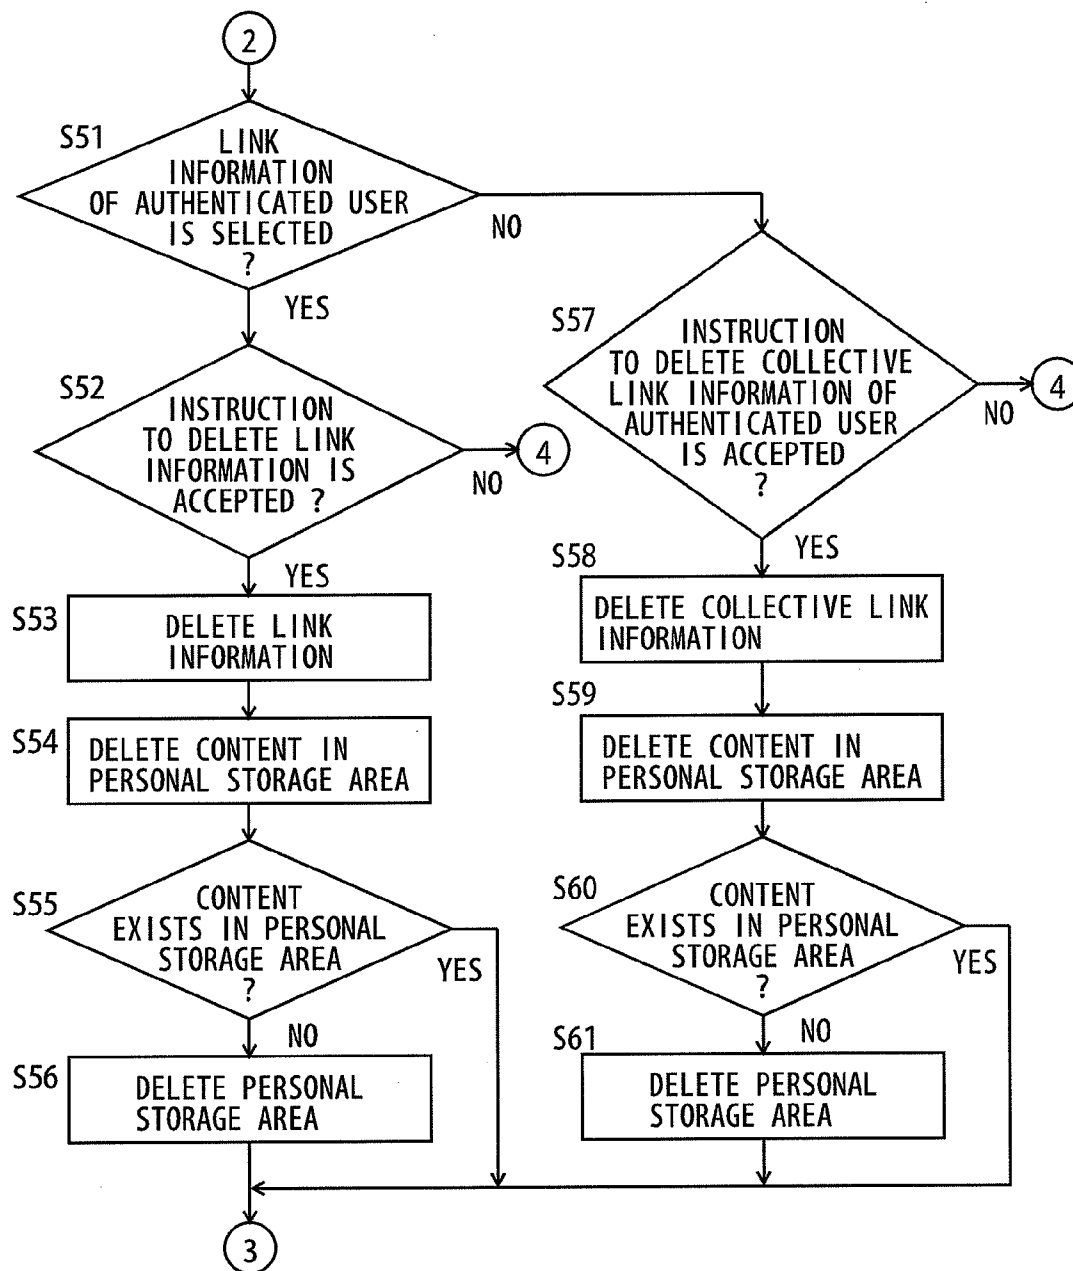 2
S51
LINK
INFORMATION
OF AUTHENTICATED USER
IS SELECTED
?
NO
YES
S52
INSTRUCTION
TO DELETE LINK
INFORMATION IS
ACCEPTED ?
NO
4
YES
S53
DELETE LINK
INFORMATION
S54
DELETE CONTENT IN
PERSONAL STORAGE AREA
S55
CONTENT
EXISTS IN PERSONAL
STORAGE AREA
?
YES
NO
S56
DELETE PERSONAL
STORAGE AREA
S57
INSTRUCTION
TO DELETE COLLECTIVE
LINK INFORMATION OF
AUTHENTICATED USER
IS ACCEPTED
?
NO
4
YES
S58
DELETE COLLECTIVE LINK
INFORMATION
S59
DELETE CONTENT IN
PERSONAL STORAGE AREA
S60
CONTENT
EXISTS IN PERSONAL
STORAGE AREA
?
YES
NO
S61
DELETE PERSONAL
STORAGE AREA
3